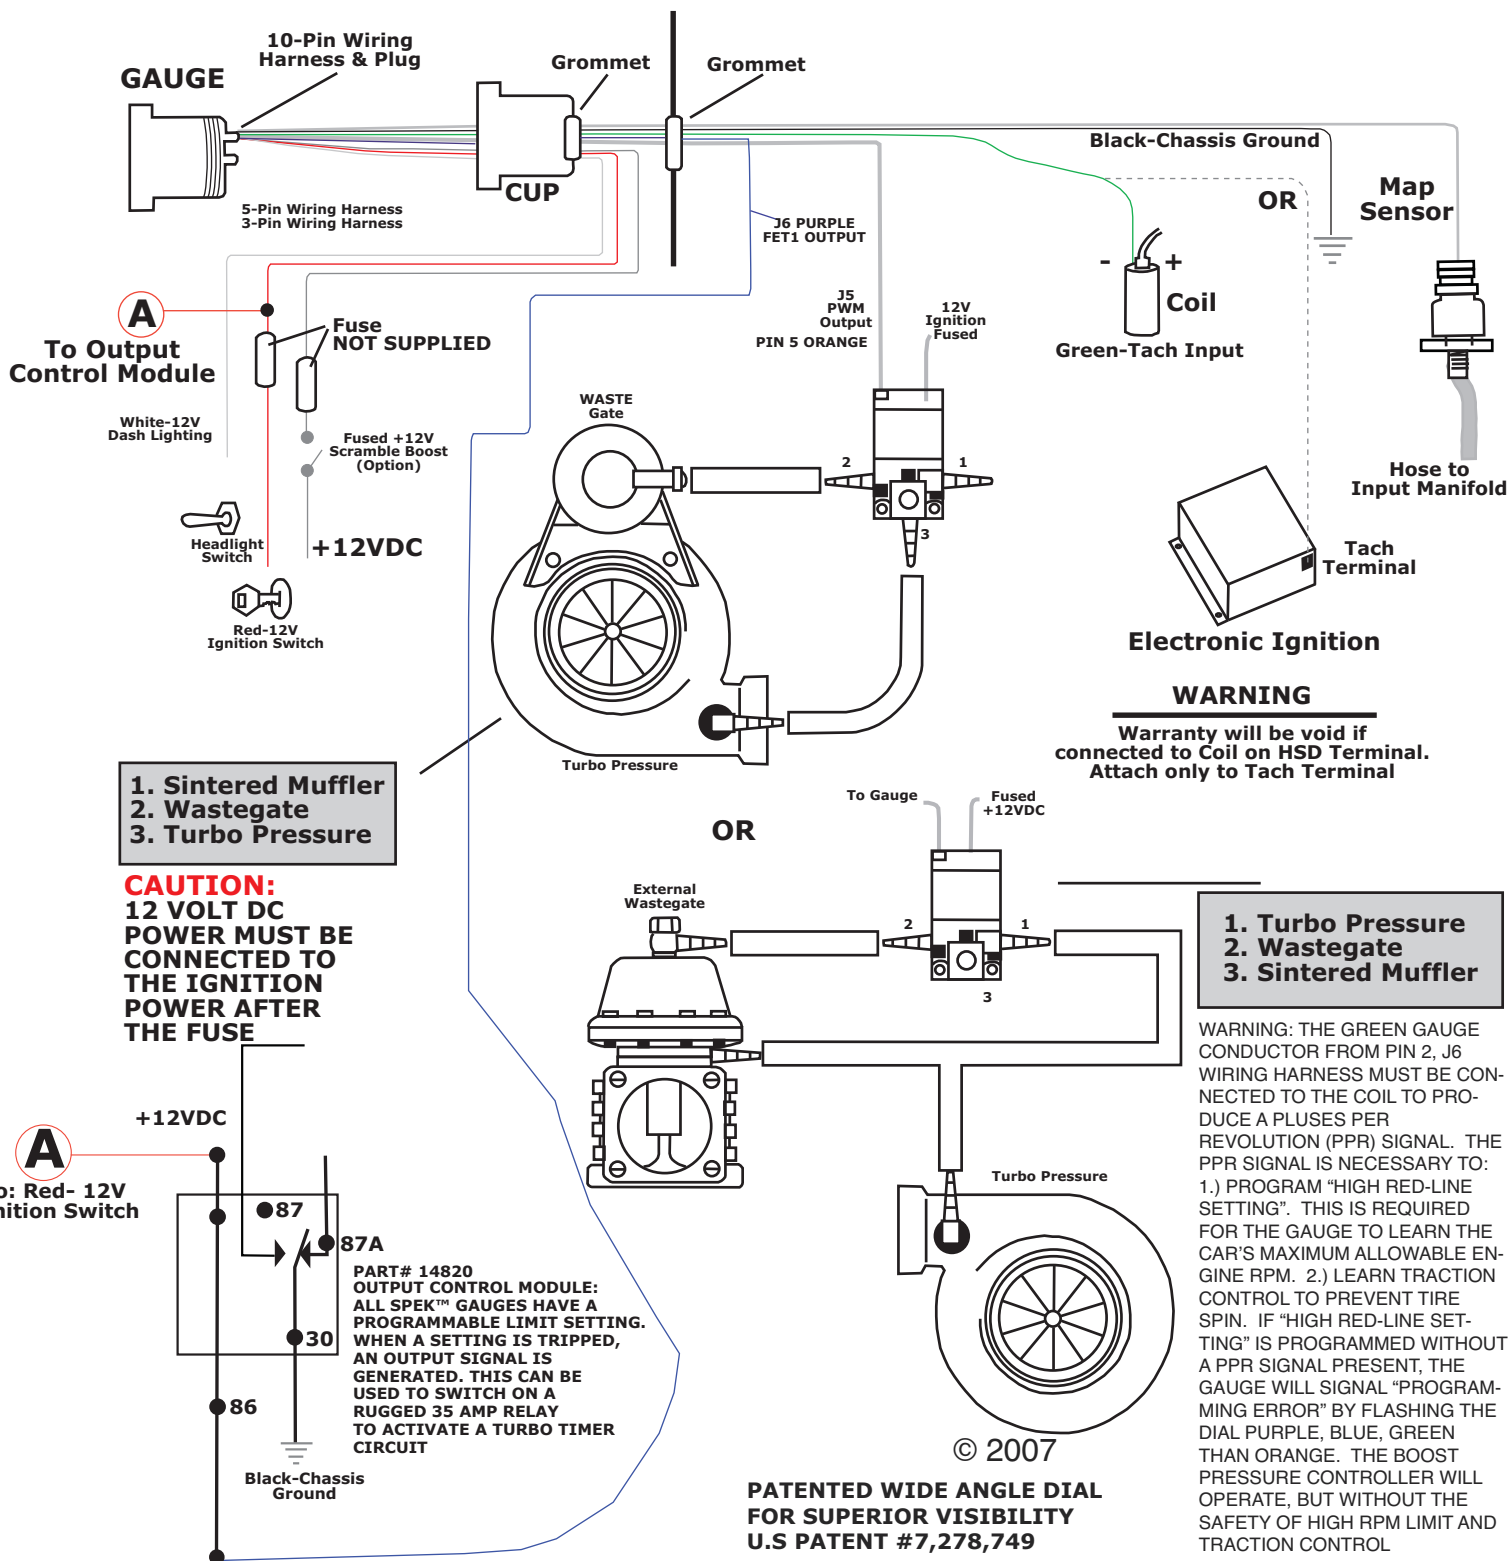 10-Pin Wiring
Harness & Plug
GAUGE
Grommet
Grommet
CUP
5-Pin Wiring Harness
3-Pin Wiring Harness
J6 PURPLE
FET1 OUTPUT
Black-Chassis Ground
OR
Map
Sensor
- +
Coil
Green-Tach Input
A
To Output
Control Module
Fuse
NOT SUPPLIED
J5
PWM
Output
PIN 5 ORANGE
12V
Ignition
Fused
White-12V
Dash Lighting
Fused +12V
Scramble Boost
(Option)
WASTE
Gate
2
1
3
Hose to
Input Manifold
Headlight
Switch
+12VDC
Red-12V
Ignition Switch
Tach
Terminal
Electronic Ignition
WARNING
Warranty will be void if
connected to Coil on HSD Terminal.
Attach only to Tach Terminal
Turbo Pressure
1. Sintered Muffler
2. Wastegate
3. Turbo Pressure
OR
To Gauge
Fused
+12VDC
CAUTION:
12 VOLT DC
POWER MUST BE
CONNECTED TO
THE IGNITION
POWER AFTER
THE FUSE
External
Wastegate
2
1
3
1. Turbo Pressure
2. Wastegate
3. Sintered Muffler
Turbo Pressure
+12VDC
A
o: Red- 12V
nition Switch
87
87A
30
86
Black-Chassis
Ground
PART# 14820
OUTPUT CONTROL MODULE:
ALL SPEK™ GAUGES HAVE A
PROGRAMMABLE LIMIT SETTING.
WHEN A SETTING IS TRIPPED,
AN OUTPUT SIGNAL IS
GENERATED. THIS CAN BE
USED TO SWITCH ON A
RUGGED 35 AMP RELAY
TO ACTIVATE A TURBO TIMER
CIRCUIT
© 2007
PATENTED WIDE ANGLE DIAL
FOR SUPERIOR VISIBILITY
U.S PATENT #7,278,749
WARNING: THE GREEN GAUGE
CONDUCTOR FROM PIN 2, J6
WIRING HARNESS MUST BE CON-
NECTED TO THE COIL TO PRO-
DUCE A PLUSES PER
REVOLUTION (PPR) SIGNAL. THE
PPR SIGNAL IS NECESSARY TO:
1.) PROGRAM “HIGH RED-LINE
SETTING”. THIS IS REQUIRED
FOR THE GAUGE TO LEARN THE
CAR’S MAXIMUM ALLOWABLE EN-
GINE RPM. 2.) LEARN TRACTION
CONTROL TO PREVENT TIRE
SPIN. IF “HIGH RED-LINE SET-
TING” IS PROGRAMMED WITHOUT
A PPR SIGNAL PRESENT, THE
GAUGE WILL SIGNAL “PROGRAM-
MING ERROR” BY FLASHING THE
DIAL PURPLE, BLUE, GREEN
THAN ORANGE. THE BOOST
PRESSURE CONTROLLER WILL
OPERATE, BUT WITHOUT THE
SAFETY OF HIGH RPM LIMIT AND
TRACTION CONTROL